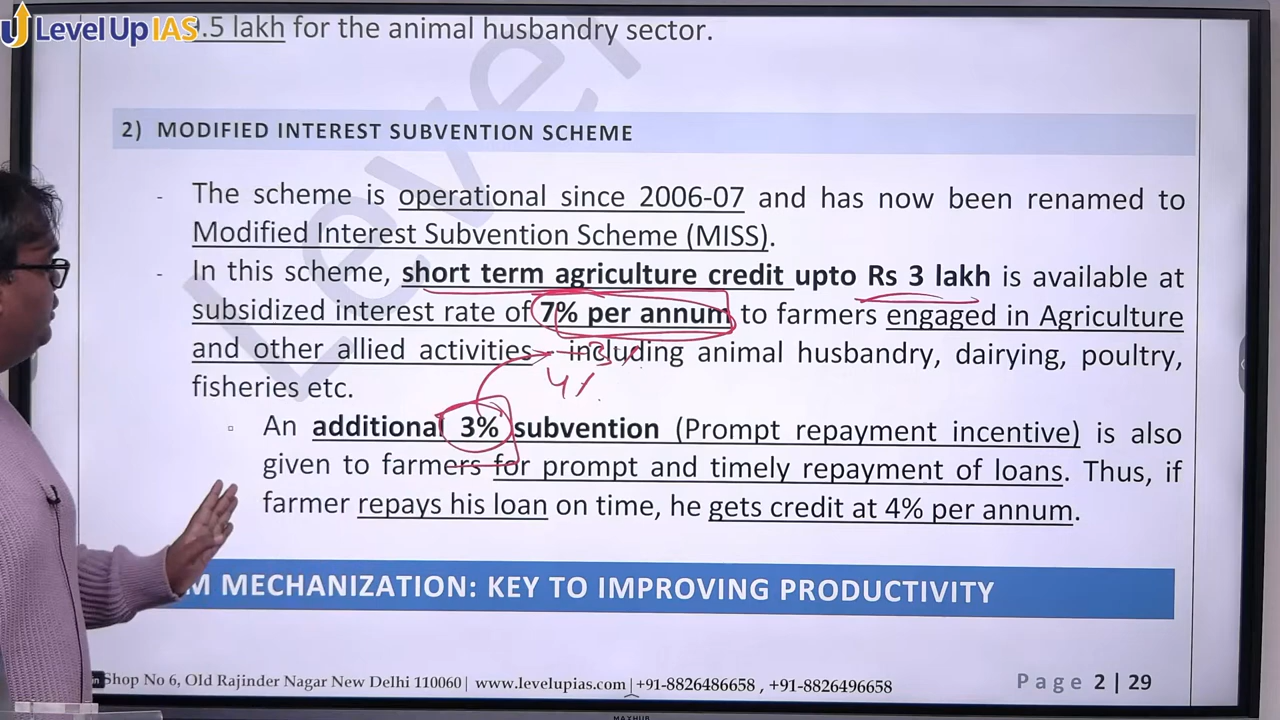 Level Up IAS
.5 lakh for the animal husbandry sector.
2) MODIFIED INTEREST SUBVENTION SCHEME
- The scheme is operational since 2006-07 and has now been renamed to
Modified Interest Subvention Scheme (MISS).
- In this scheme, short term agriculture credit upto Rs 3 lakh is available at
subsidized interest rate of 7% per annum to farmers engaged in Agriculture
and other allied activities including animal husbandry, dairying, poultry,
-3%
fisheries etc.
4%
An additional 3% subvention (Prompt repayment incentive) is also
given to farmers for prompt and timely repayment of loans. Thus, if
farmer repays his loan on time, he gets credit at 4% per annum.
M MECHANIZATION: KEY TO IMPROVING PRODUCTIVITY
Shop No 6, Old Rajinder Nagar New Delhi 110060| www.levelupias.com |+91-8826486658 , +91-8826496658
Page 2 | 29
MAXHUB